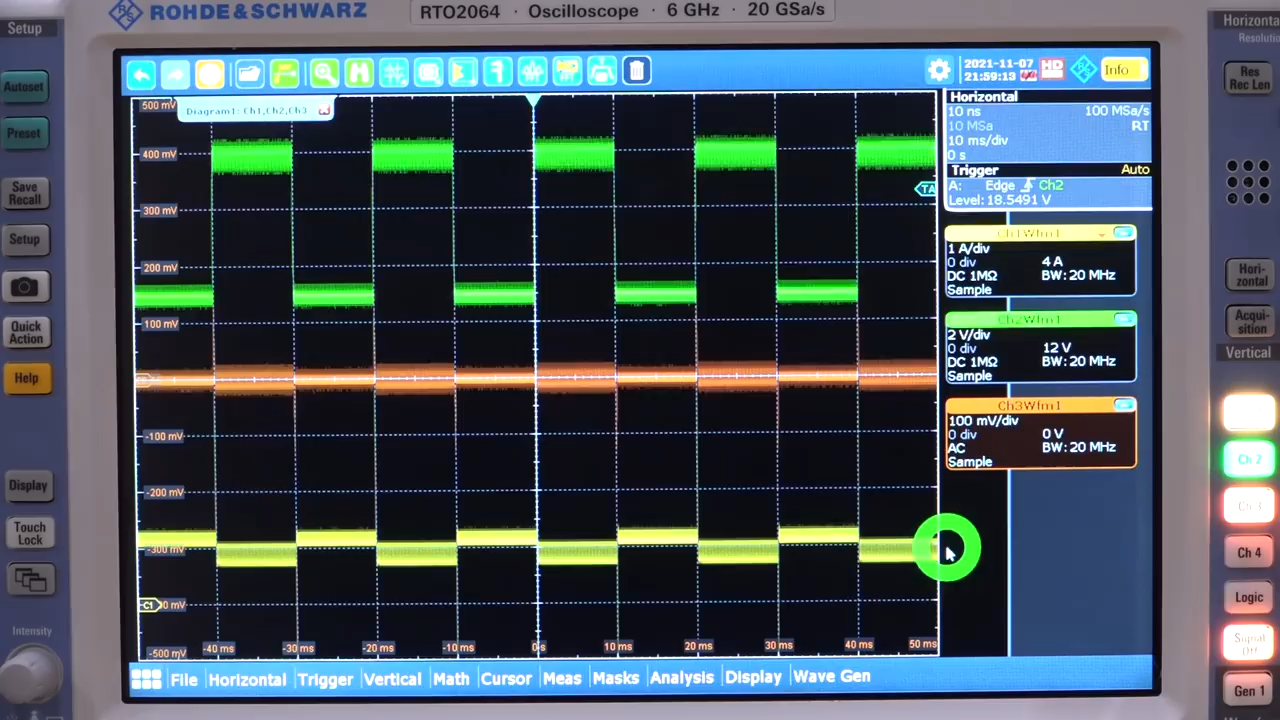 ROHDE & SCHWARZ
RTO2064 · Oscilloscope · 6 GHz · 20 GSa/s
Setup
Autoset
Preset
Save
Recall
Setup
Quick
Action
Help
Display
Touch
Lock
Intensity
2021-11-07
21:59:13
HD
Info
Diagram1: Ch1,Ch2,Ch3
500 mV
400 mV
300 mV
200 mV
100 mV
-100 mV
-200 mV
-300 mV
C1
0 mV
-500 mV
-40 ms
-30 ms
-20 ms
-10 ms
0 s
10 ms
20 ms
30 ms
40 ms
50 ms
TA
Horizontal
10 ns 100 MSa/s
10 MSa RT
10 ms/div
0 s
Trigger Auto
A: Edge Ch2
Level: 18.5491 V
Ch1Wfm1
1 A/div
0 div 4 A
DC 1MΩ BW: 20 MHz
Sample
Ch2Wfm1
2 V/div
0 div 12 V
DC 1MΩ BW: 20 MHz
Sample
Ch3Wfm1
100 mV/div
0 div 0 V
AC BW: 20 MHz
Sample
File Horizontal Trigger Vertical Math Cursor Meas Masks Analysis Display Wave Gen
Horizonta
Resolutio
Res
Rec Len
Hori-
zontal
Acqui-
sition
Vertical
Ch 2
Ch 3
Ch 4
Logic
Signal
Off
Gen 1